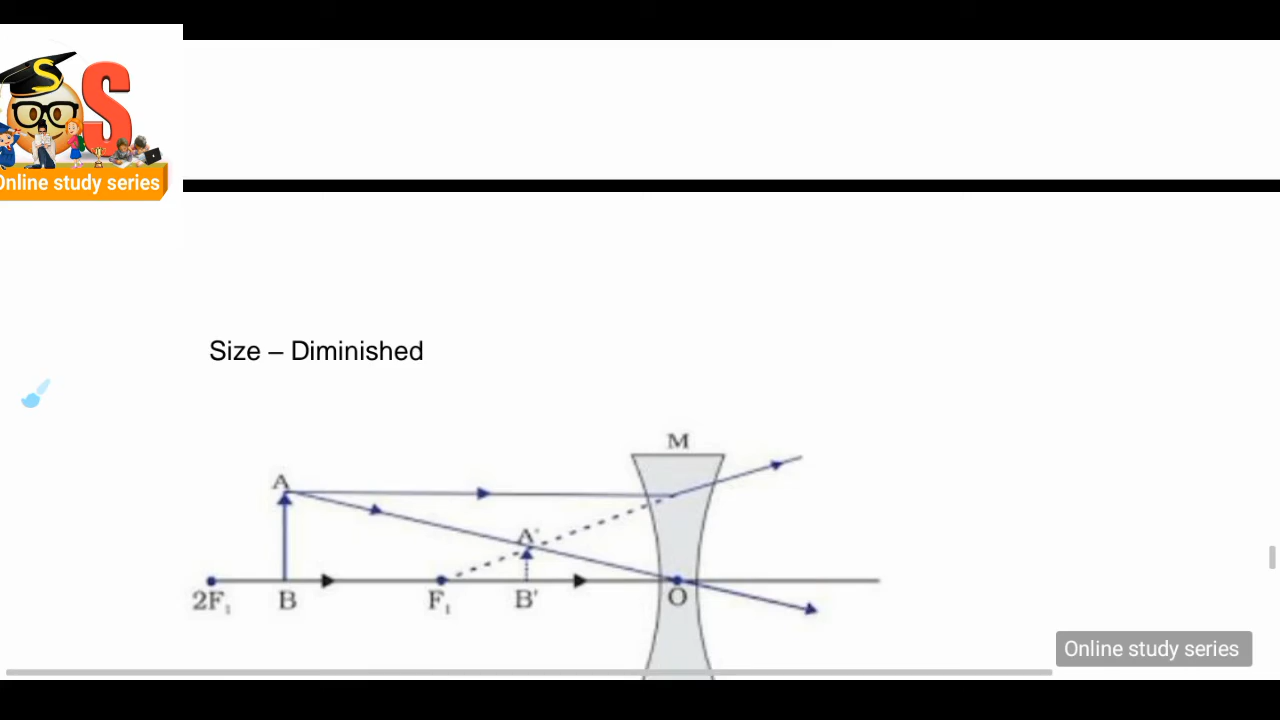 S S
Online study series
Size – Diminished
M
A
A'
2F₁ B F₁ B' O
Online study series